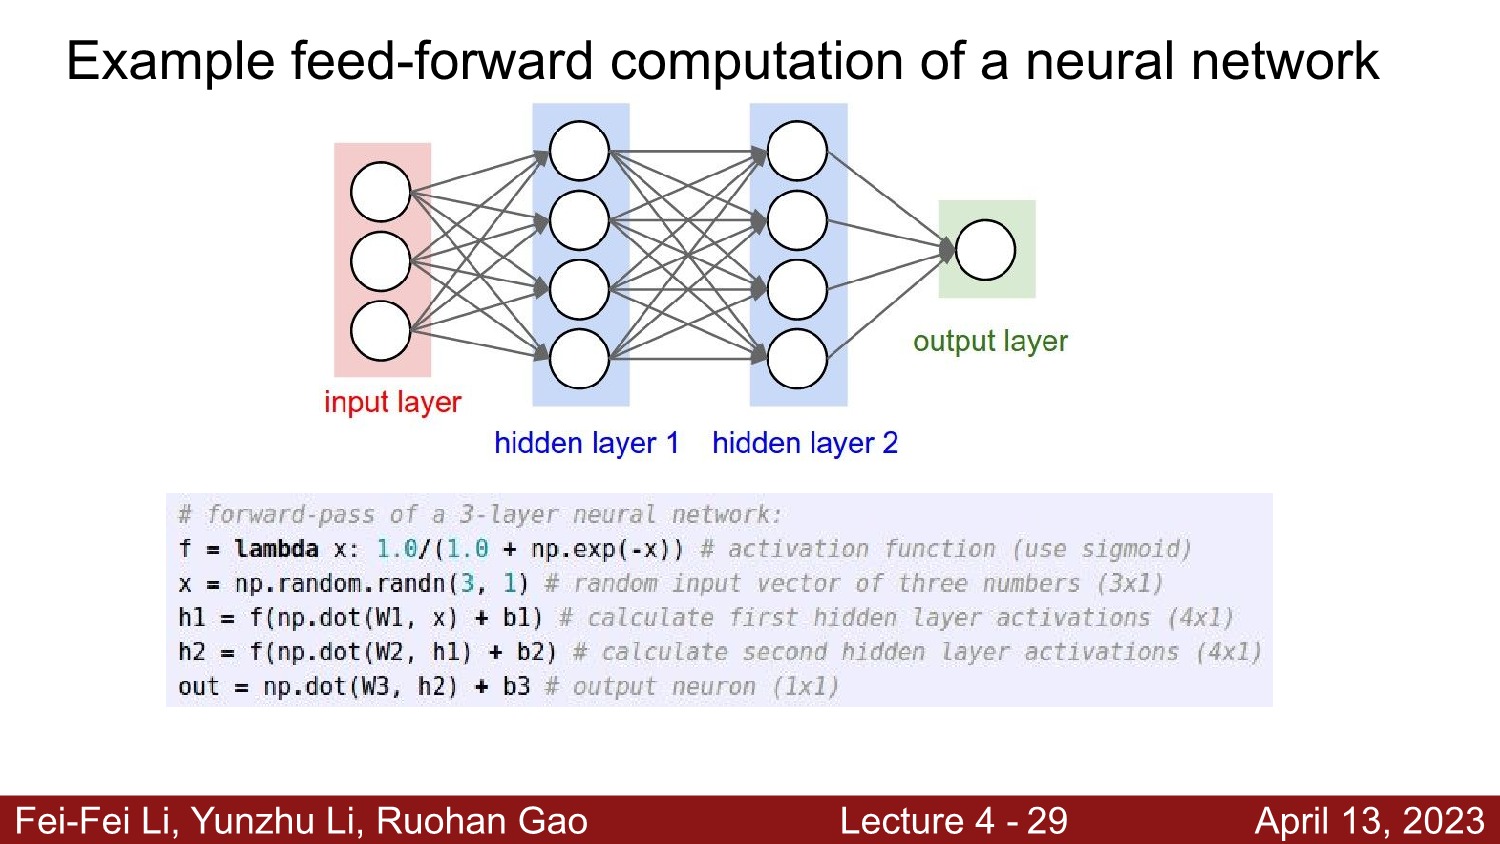 Example feed-forward computation of a neural network
input layer
hidden layer 1
hidden layer 2
output layer
# forward-pass of a 3-layer neural network:
f = lambda x: 1.0/(1.0 + np.exp(-x)) # activation function (use sigmoid)
x = np.random.randn(3, 1) # random input vector of three numbers (3x1)
h1 = f(np.dot(W1, x) + b1) # calculate first hidden layer activations (4x1)
h2 = f(np.dot(W2, h1) + b2) # calculate second hidden layer activations (4x1)
out = np.dot(W3, h2) + b3 # output neuron (1x1)
Fei-Fei Li, Yunzhu Li, Ruohan Gao
Lecture 4 - 29
April 13, 2023